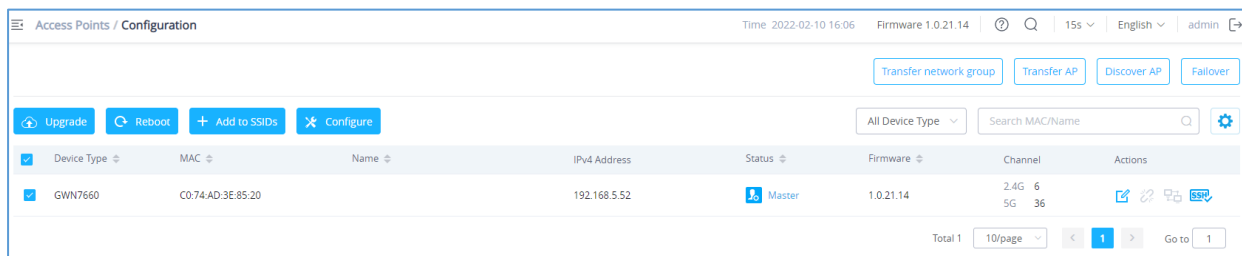 Access Points / Configuration Time 2022-02-10 16:06 Firmware 1.0.21.14 15s English admin
Transfer network group Transfer AP Discover AP Failover
Upgrade Reboot + Add to SSIDs Configure All Device Type Search MAC/Name
Device Type MAC Name IPv4 Address Status Firmware Channel Actions
GWN7660 C0:74:AD:3E:85:20 192.168.5.52 Master 1.0.21.14 2.4G 6 SSH
5G 36
Total 1 10/page < 1 > Go to 1